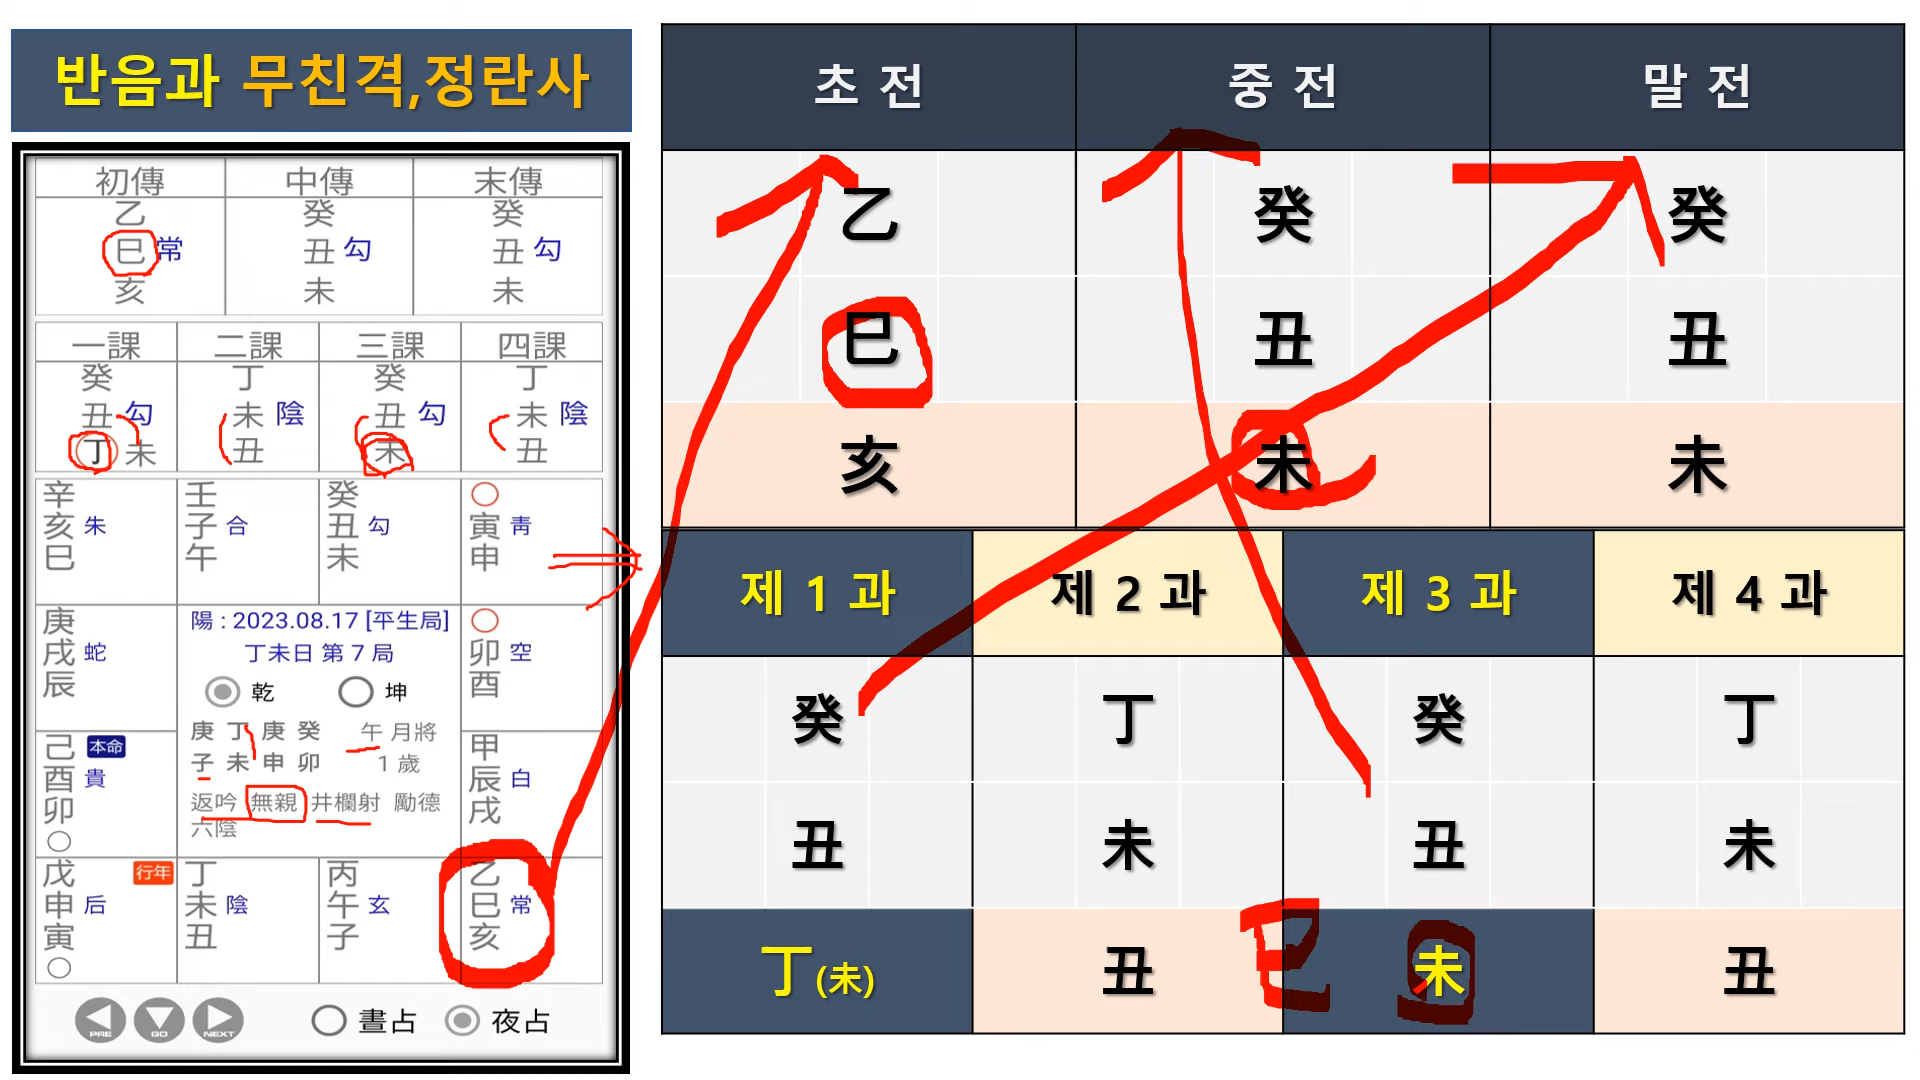 반음과 무친격,정란사
初傳 中傳 末傳
乙 癸 癸
巳 常 丑 勾 丑 勾
亥 未 未
一課 二課 三課 四課
癸 丁 癸 丁
丑 勾 未 陰 丑 勾 未 陰
丁 未 丑 未 丑
辛 壬 癸 ○
亥 朱 子 合 丑 勾 寅 靑
巳 午 未 申
庚 陽 : 2023.08.17 [平生局] ○
戌 蛇 丁未日 第 7 局 卯 空
辰 乾 坤 酉
己 本命 庚 丁 庚 癸 午 月將 甲
酉 貴 子 未 申 卯 1 歲 辰 白
卯 返吟 無親 井欄射 勵德 戌
○ 六陰
戊 行年 丁 丙 乙
申 后 未 陰 午 玄 巳 常
寅 丑 子 亥
○
PRE GO NEXT 晝占 夜占
초 전 중 전 말 전
乙 癸 癸
巳 丑 丑
亥 未 未
제 1 과 제 2 과 제 3 과 제 4 과
癸 丁 癸 丁
丑 未 丑 未
丁(未) 丑 己 未 丑